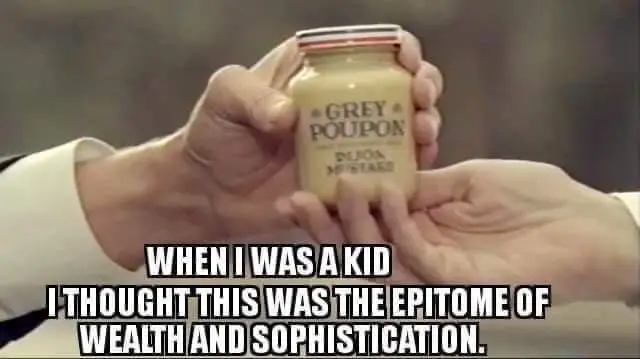 GREY
POUPON
DIJON
MUSTARD
WHEN I WAS A KID
I THOUGHT THIS WAS THE EPITOME OF
WEALTH AND SOPHISTICATION.